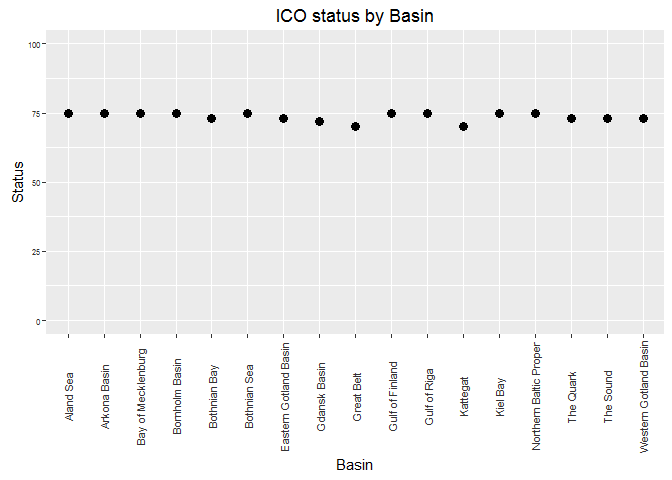 ICO status by Basin
Status
100
75
50
25
0
Aland Sea
Arkona Basin
Bay of Mecklenburg
Bornholm Basin
Bothnian Bay
Bothnian Sea
Eastern Gotland Basin
Gdansk Basin
Great Belt
Gulf of Finland
Gulf of Riga
Kattegat
Kiel Bay
Northern Baltic Proper
The Quark
The Sound
Western Gotland Basin
Basin